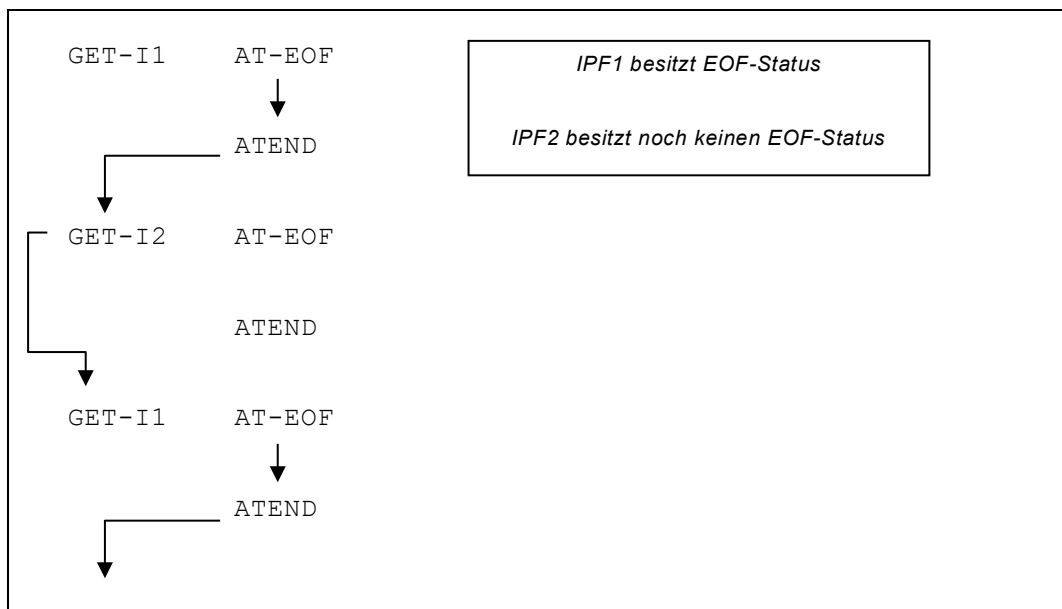 GET-I1 AT-EOF
IPF1 besitzt EOF-Status
ATEND
IPF2 besitzt noch keinen EOF-Status
GET-I2 AT-EOF
ATEND
GET-I1 AT-EOF
ATEND